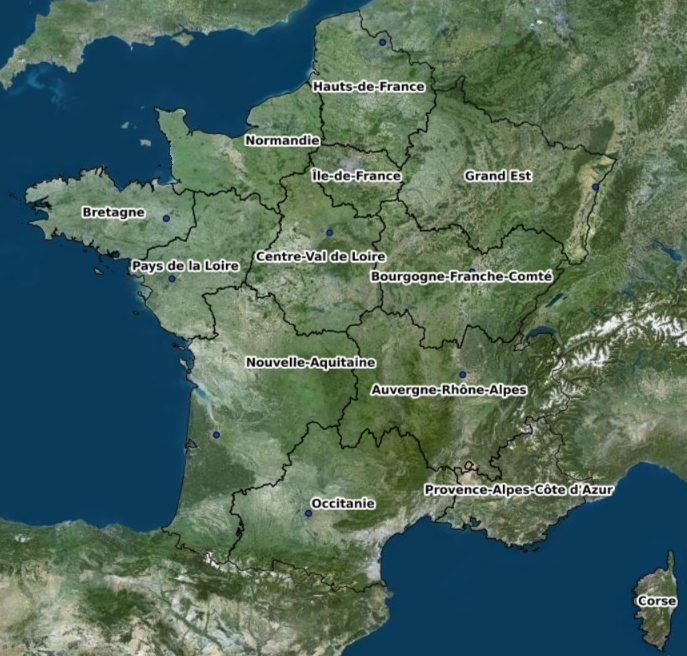 Hauts-de-France
Normandie
Île-de-France
Grand Est
Bretagne
Centre-Val de Loire
Pays de la Loire
Bourgogne-Franche-Comté
Nouvelle-Aquitaine
Auvergne-Rhône-Alpes
Provence-Alpes-Côte d'Azur
Occitanie
Corse